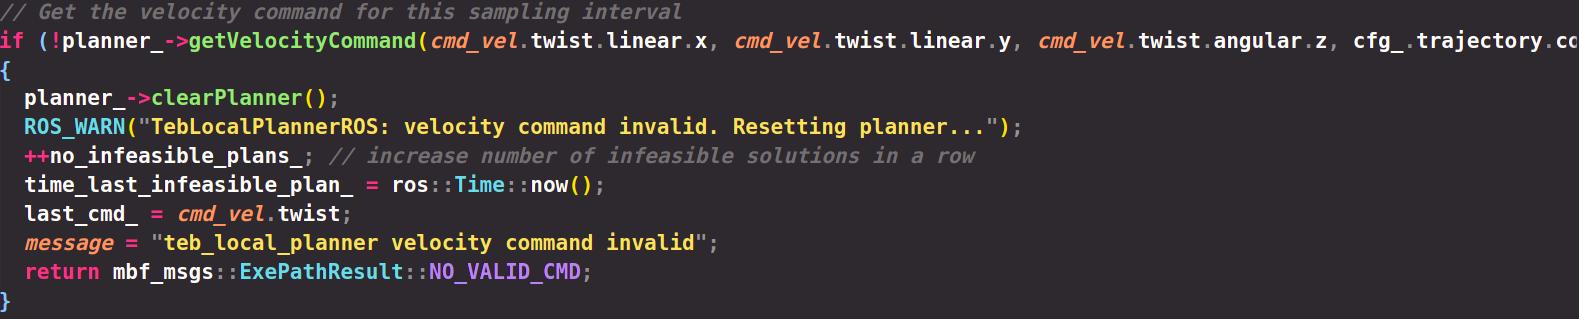 // Get the velocity command for this sampling interval
if (!planner_->getVelocityCommand(cmd_vel.twist.linear.x, cmd_vel.twist.linear.y, cmd_vel.twist.angular.z, cfg_.trajectory.co
{
  planner_->clearPlanner();
  ROS_WARN("TebLocalPlannerROS: velocity command invalid. Resetting planner...");
  ++no_infeasible_plans_; // increase number of infeasible solutions in a row
  time_last_infeasible_plan_ = ros::Time::now();
  last_cmd_ = cmd_vel.twist;
  message = "teb_local_planner velocity command invalid";
  return mbf_msgs::ExePathResult::NO_VALID_CMD;
}